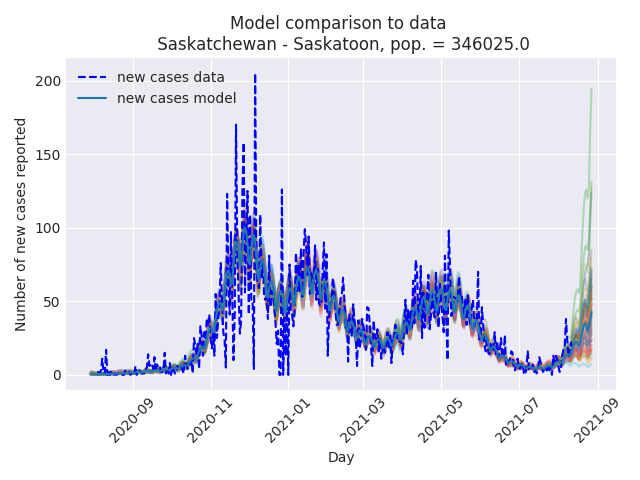 Model comparison to data
Saskatchewan - Saskatoon, pop. = 346025.0
new cases data
new cases model
Number of new cases reported
200
150
100
50
0
2020-09
2020-11
2021-01
2021-03
2021-05
2021-07
2021-09
Day